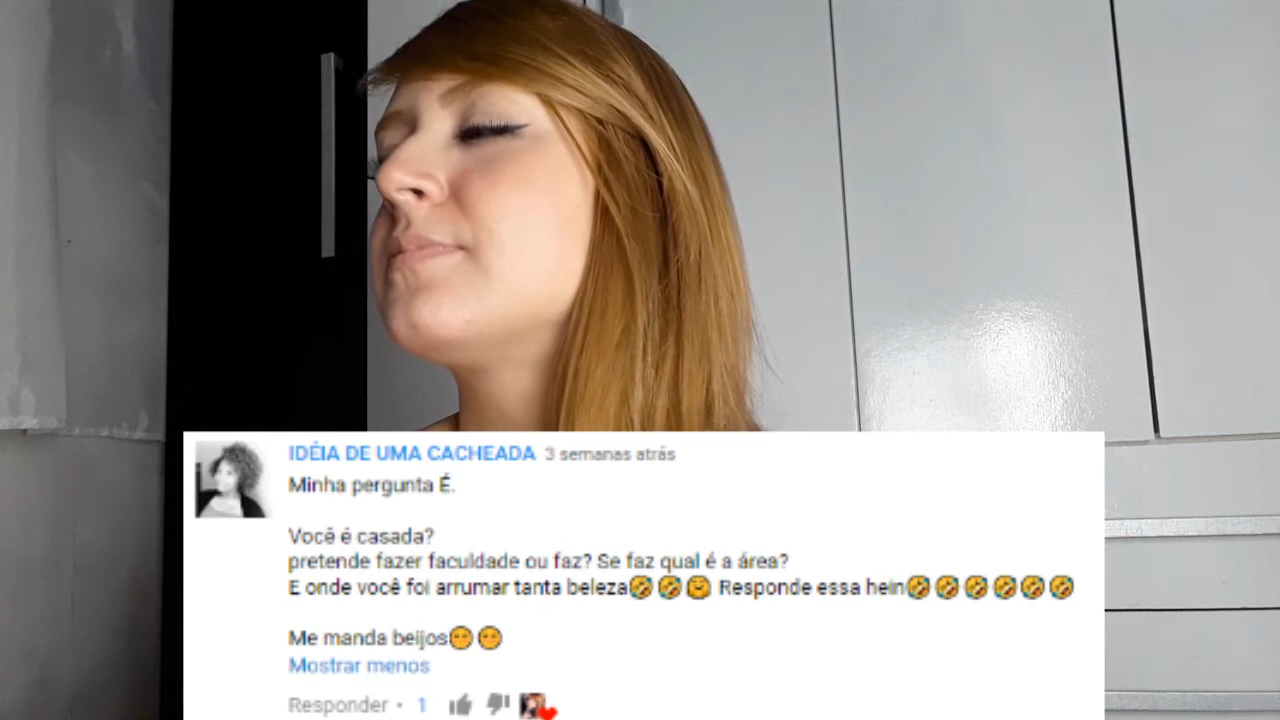 IDÉIA DE UMA CACHEADA 3 semanas atrás
Minha pergunta É.
Você é casada?
pretende fazer faculdade ou faz? Se faz qual é a área?
E onde você foi arrumar tanta beleza🤣🤣🤗 Responde essa hein🤣🤣🤣🤣🤣🤣
Me manda beijos😁😁
Mostrar menos
Responder • 1